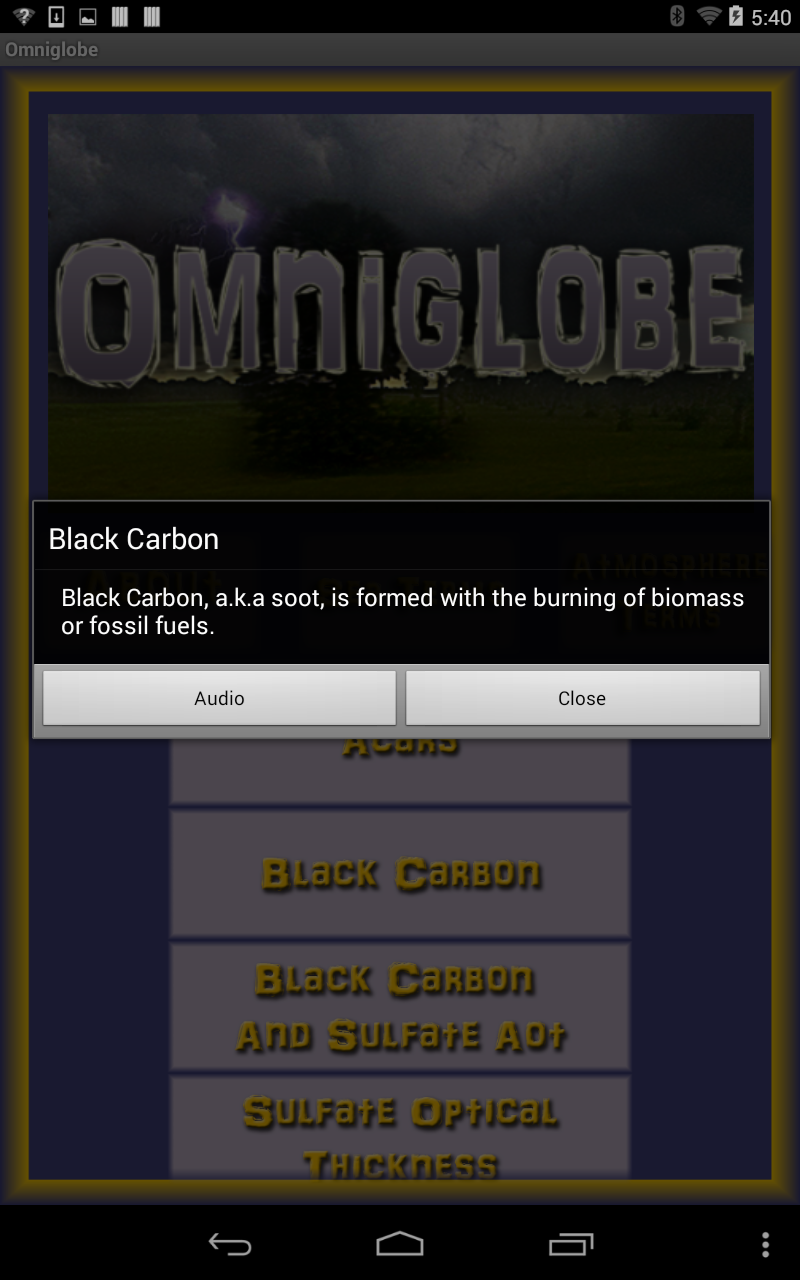 5:40
Omniglobe
OmniGLOBE
Black Carbon
Black Carbon, a.k.a soot, is formed with the burning of biomass
or fossil fuels.
Audio
Close
Atmosphere
Terms
Black Carbon
Black Carbon
And Sulfate Aot
Sulfate Optical
Thickness